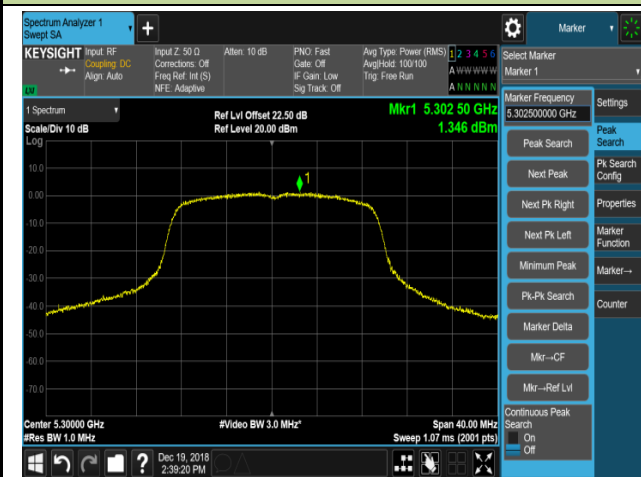 Spectrum Analyzer 1
Swept SA
+
Marker
KEYSIGHT
Input: RF
Coupling: DC
Align: Auto
Input Z: 50 Ω
Corrections: Off
Freq Ref: Int (S)
NFE: Adaptive
Atten: 10 dB
PNO: Fast
Gate: Off
IF Gain: Low
Sig Track: Off
Avg Type: Power (RMS)
Avg|Hold: 100/100
Trig: Free Run
1 2 3 4 5 6
A W W W W W
A N N N N N
Select Marker
Marker 1
1 Spectrum
Scale/Div 10 dB
Log
Ref Lvl Offset 22.50 dB
Ref Level 20.00 dBm
Mkr1 5.302 50 GHz
1.346 dBm
1
10.0
0.00
-10.0
-20.0
-30.0
-40.0
-50.0
-60.0
-70.0
Center 5.30000 GHz
#Res BW 1.0 MHz
#Video BW 3.0 MHz*
Span 40.00 MHz
Sweep 1.07 ms (2001 pts)
Marker Frequency
5.302500000 GHz
Peak Search
Next Peak
Next Pk Right
Next Pk Left
Minimum Peak
Pk-Pk Search
Marker Delta
Mkr→CF
Mkr→Ref Lvl
Continuous Peak
Search
On
Off
Settings
Peak
Search
Pk Search
Config
Properties
Marker
Function
Marker→
Counter
?
Dec 19, 2018
2:39:20 PM